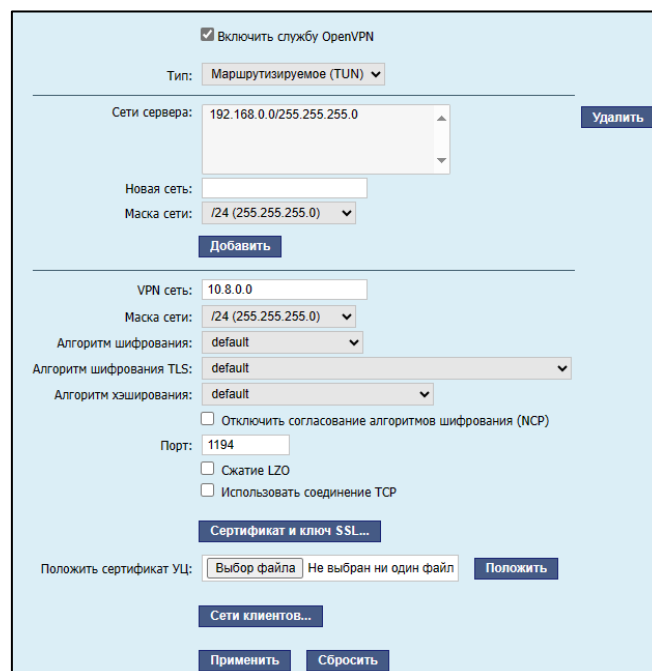 Включить службу OpenVPN
Тип: Маршрутизируемое (TUN)
Сети сервера: 192.168.0.0/255.255.255.0 Удалить
Новая сеть:
Маска сети: /24 (255.255.255.0)
Добавить
VPN сеть: 10.8.0.0
Маска сети: /24 (255.255.255.0)
Алгоритм шифрования: default
Алгоритм шифрования TLS: default
Алгоритм хэширования: default
Отключить согласование алгоритмов шифрования (NCP)
Порт: 1194
Сжатие LZO
Использовать соединение TCP
Сертификат и ключ SSL...
Положить сертификат УЦ: Выбор файла Не выбран ни один файл Положить
Сети клиентов...
Применить Сбросить